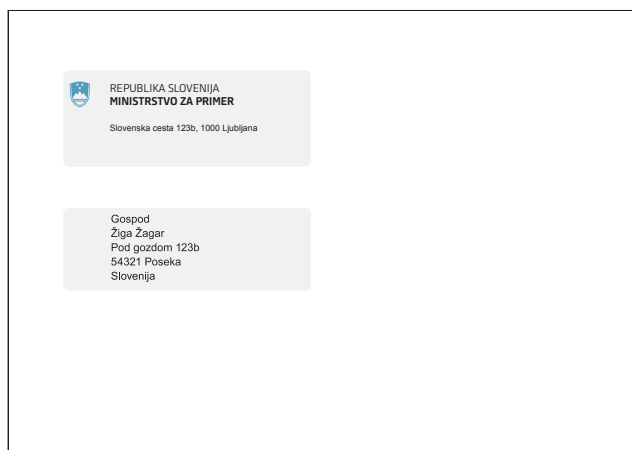 REPUBLIKA SLOVENIJA
MINISTRSTVO ZA PRIMER
Slovenska cesta 123b, 1000 Ljubljana
Gospod
Žiga Žagar
Pod gozdom 123b
54321 Poseka
Slovenija